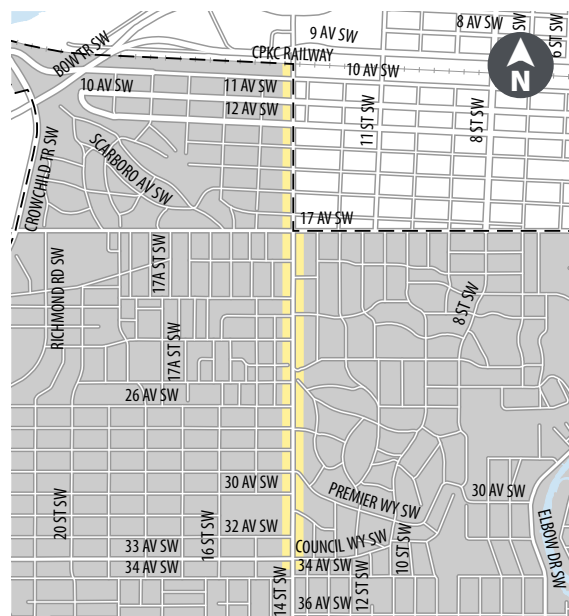 9 AV SW
8 AV SW
SW
6 ST SW
BOW TR SW
CPKC RAILWAY
10 AV SW
N
10 AV SW
11 AV SW
12 AV SW
11 ST SW
8 ST SW
SCARBORO AV SW
CROWCHILD TR SW
17 AV SW
17A ST SW
RICHMOND RD SW
8 ST SW
17A ST SW
26 AV SW
30 AV SW
PREMIER WY SW
30 AV SW
20 ST SW
16 ST SW
32 AV SW
ELBOW DR SW
33 AV SW
COUNCIL WY SW
10 ST SW
34 AV SW
34 AV SW
14 ST SW
12 ST SW
36 AV SW